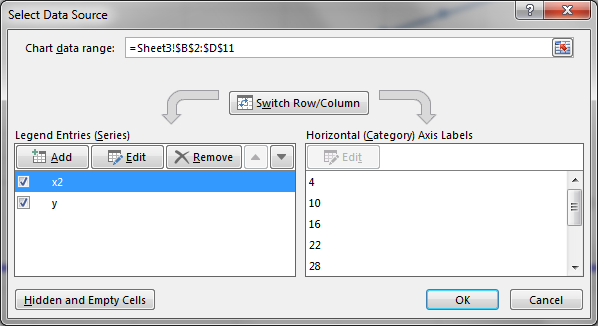 Select Data Source
Chart data range: =Sheet3!$B$2:$D$11
Switch Row/Column
Legend Entries (Series)
Horizontal (Category) Axis Labels
Add Edit Remove
Edit
x2
y
4
10
16
22
28
Hidden and Empty Cells
OK Cancel